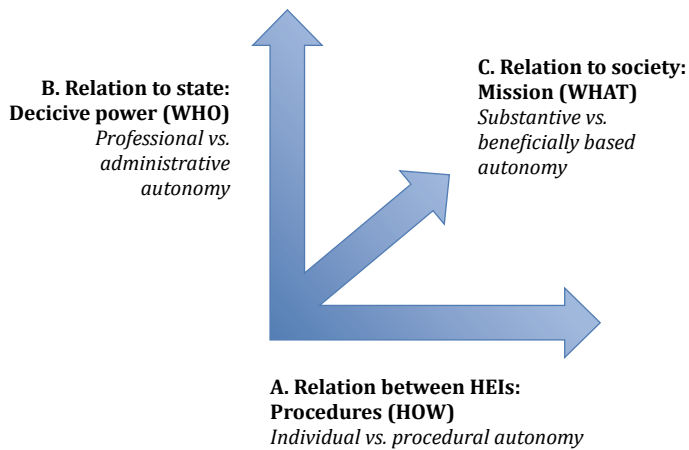 B. Relation to state:
Decicive power (WHO)
Professional vs.
administrative
autonomy
C. Relation to society:
Mission (WHAT)
Substantive vs.
beneficially based
autonomy
A. Relation between HEIs:
Procedures (HOW)
Individual vs. procedural autonomy